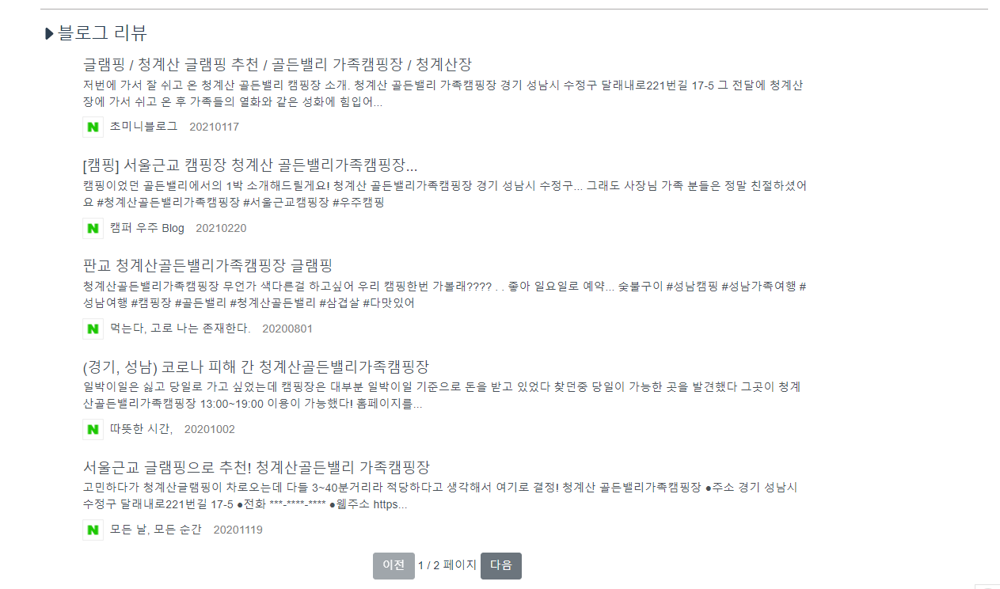 블로그 리뷰
글램핑 / 청계산 글램핑 추천 / 골든밸리 가족캠핑장 / 청계산장
저번에 가서 잘 쉬고 온 청계산 골든밸리 캠핑장 소개. 청계산 골든밸리 가족캠핑장 경기 성남시 수정구 달래내로221번길 17-5 그 전달에 청계산
장에 가서 쉬고 온 후 가족들의 열화와 같은 성화에 힘입어...
N 초미니블로그 20210117
[캠핑] 서울근교 캠핑장 청계산 골든밸리가족캠핑장...
캠핑이었던 골든밸리에서의 1박 소개해드릴게요! 청계산 골든밸리가족캠핑장 경기 성남시 수정구... 그래도 사장님 가족 분들은 정말 친절하셨어
요 #청계산골든밸리가족캠핑장 #서울근교캠핑장 #우주캠핑
N 캠퍼 우주 Blog 20210220
판교 청계산골든밸리가족캠핑장 글램핑
청계산골든밸리가족캠핑장 무언가 색다른걸 하고싶어 우리 캠핑한번 가볼래???? . . 좋아 일요일로 예약... 숯불구이 #성남캠핑 #성남가족여행 #
성남여행 #캠핑장 #골든밸리 #청계산골든밸리 #삼겹살 #다맛있어
N 먹는다, 고로 나는 존재한다. 20200801
(경기, 성남) 코로나 피해 간 청계산골든밸리가족캠핑장
일박이일은 싫고 당일로 가고 싶었는데 캠핑장은 대부분 일박이일 기준으로 돈을 받고 있었다 찾던중 당일이 가능한 곳을 발견했다 그곳이 청계
산골든밸리가족캠핑장 13:00~19:00 이용이 가능했다! 홈페이지를...
N 따뜻한 시간, 20201002
서울근교 글램핑으로 추천! 청계산골든밸리 가족캠핑장
고민하다가 청계산글램핑이 차로오는데 다들 3~40분거리라 적당하다고 생각해서 여기로 결정! 청계산 골든밸리가족캠핑장 ●주소 경기 성남시
수정구 달래내로221번길 17-5 ●전화 ***-****-**** ●웹주소 https...
N 모든 날, 모든 순간 20201119
이전 1 / 2 페이지 다음